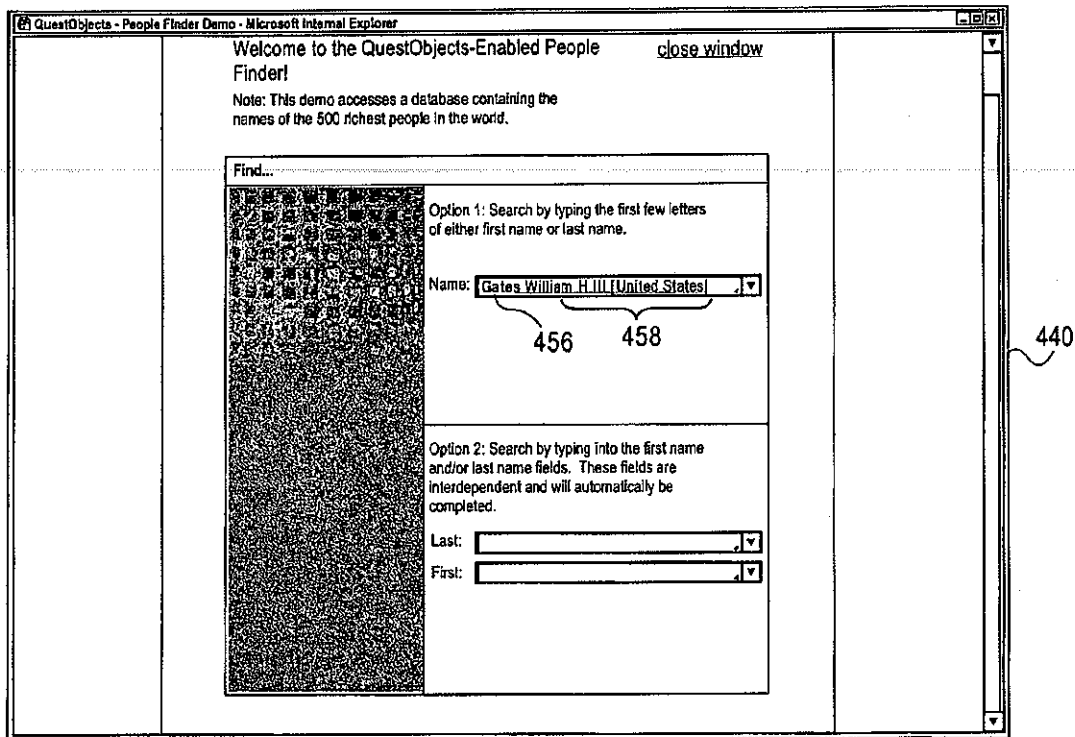 QuestObjects - People Finder Demo - Microsoft Internal Explorer
Welcome to the QuestObjects-Enabled People
Finder!
close window
Note: This demo accesses a database containing the
names of the 500 richest people in the world.
Find...
Option 1: Search by typing the first few letters
of either first name or last name.
Name: Gates William H III [United States]
456
458
440
Option 2: Search by typing into the first name
and/or last name fields. These fields are
interdependent and will automatically be
completed.
Last:
First: